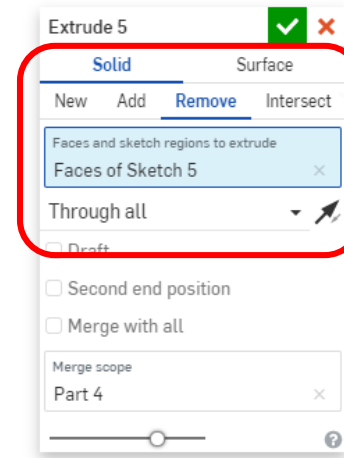 Extrude 5
Solid Surface
New Add Remove Intersect
Faces and sketch regions to extrude
Faces of Sketch 5
Through all
Draft
Second end position
Merge with all
Merge scope
Part 4